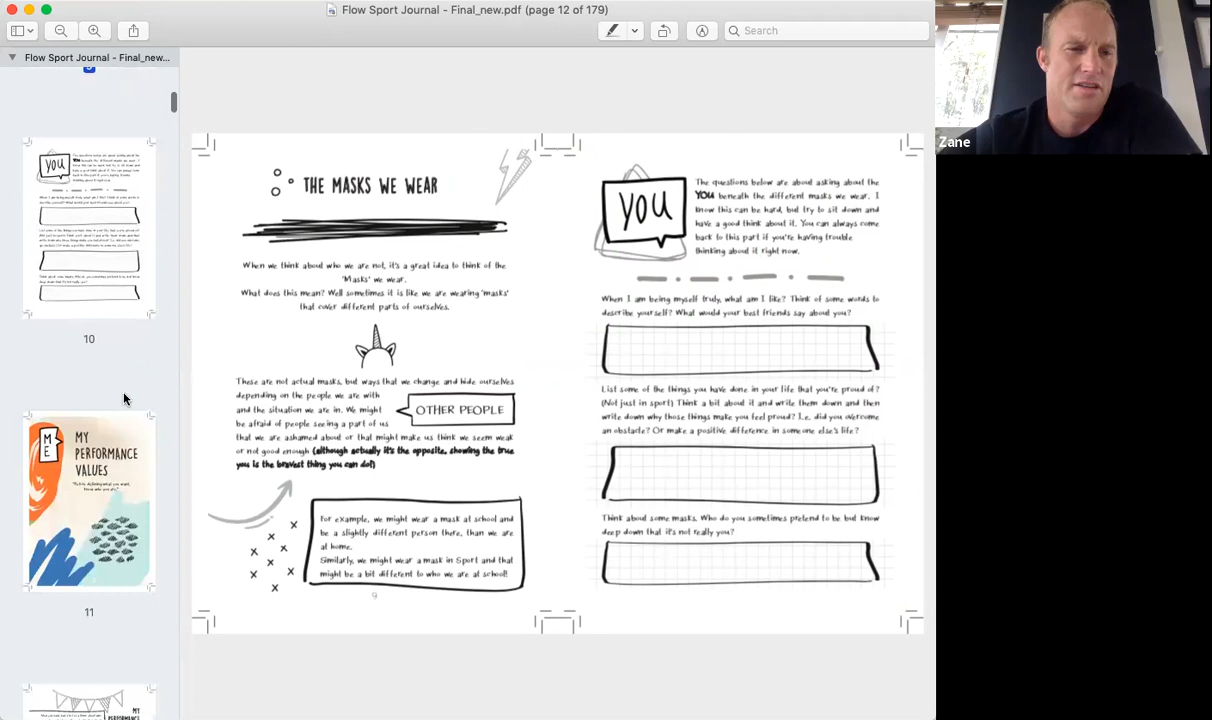 Flow Sport Journal - Final_new.pdf (page 12 of 179)
Search
Flow Sport Journal - Final_new...
YOU
10
ME
MY
PERFORMANCE
VALUES
11
THE MASKS WE WEAR
When we think about who we are not, it's a great idea to think of the
'Masks' we wear.
What does this mean? Well sometimes it is like we are wearing 'masks'
that cover different parts of ourselves.
These are not actual masks, but ways that we change and hide ourselves
depending on the people we are with
and the situation we are in. We might
be afraid of people seeing a part of us
OTHER PEOPLE
that we are ashamed about or that might make us think we seem weak
or not good enough (although actually it's the opposite, showing the true
you is the bravest thing you can do!)
For example, we might wear a mask at school and
be a slightly different person there, than we are
at home.
Similarly, we might wear a mask in Sport and that
might be a bit different to who we are at school!
9
YOU
The questions below are about asking about the
YOU beneath the different masks we wear. I
know this can be hard, but try to sit down and
have a good think about it. You can always come
back to this part if you're having trouble
thinking about it right now.
When I am being myself truly, what am I like? Think of some words to
describe yourself? What would your best friends say about you?
List some of the things you have done in your life that you're proud of?
(Not just in sport) Think a bit about it and write them down and then
write down why those things make you feel proud? I.e. did you overcome
an obstacle? Or make a positive difference in someone else's life?
Think about some masks. Who do you sometimes pretend to be but know
deep down that it's not really you?
Zane